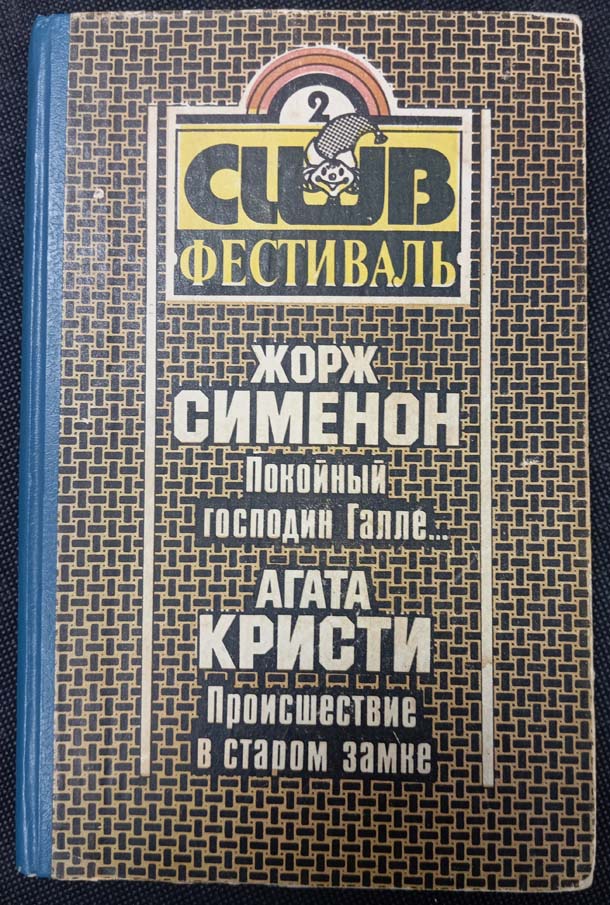 2
CLUB
ФЕСТИВАЛЬ
ЖОРЖ
СИМЕНОН
Покойный
господин Галле...
АГАТА
КРИСТИ
Происшествие
в старом замке